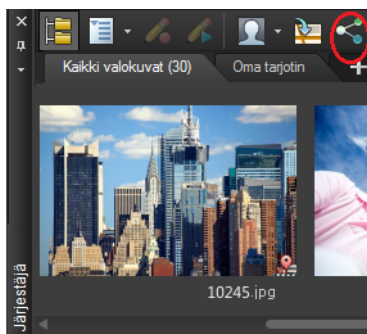 Kaikki valokuvat (30)
Oma tarjotin
10245.jpg
Järjestäjä